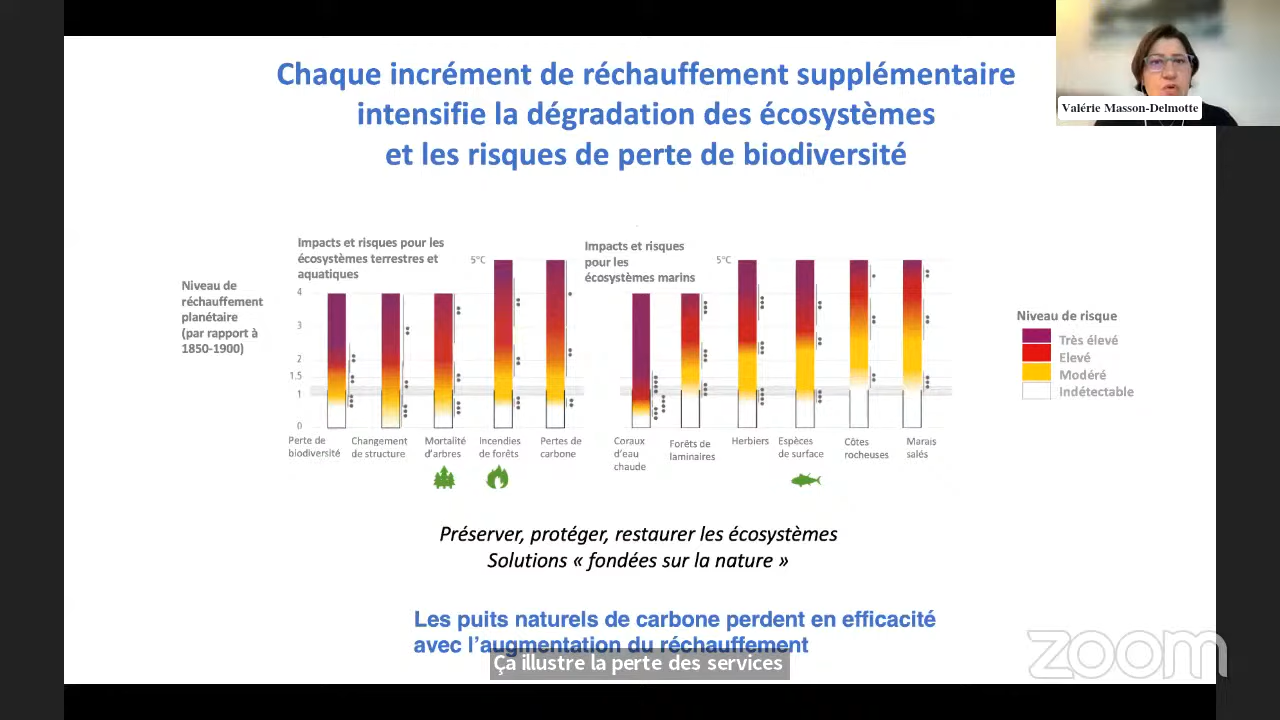 Chaque incrément de réchauffement supplémentaire
intensifie la dégradation des écosystèmes
et les risques de perte de biodiversité
Valérie Masson-Delmotte
Impacts et risques pour les
écosystèmes terrestres et
aquatiques
5°C
Impacts et risques
pour les
écosystèmes marins
5°C
Niveau de
réchauffement
planétaire
(par rapport à
1850-1900)
4
3
2
1,5
1
0
Niveau de risque
Très élevé
Elevé
Modéré
Indétectable
Perte de
biodiversité
Changement
de structure
Mortalité
d'arbres
Incendies
de forêts
Pertes de
carbone
Coraux
d'eau
chaude
Forêts de
laminaires
Herbiers
Espèces
de surface
Côtes
rocheuses
Marais
salés
Préserver, protéger, restaurer les écosystèmes
Solutions « fondées sur la nature »
Les puits naturels de carbone perdent en efficacité
avec l'augmentation du réchauffement
Ça illustre la perte des services
zoom